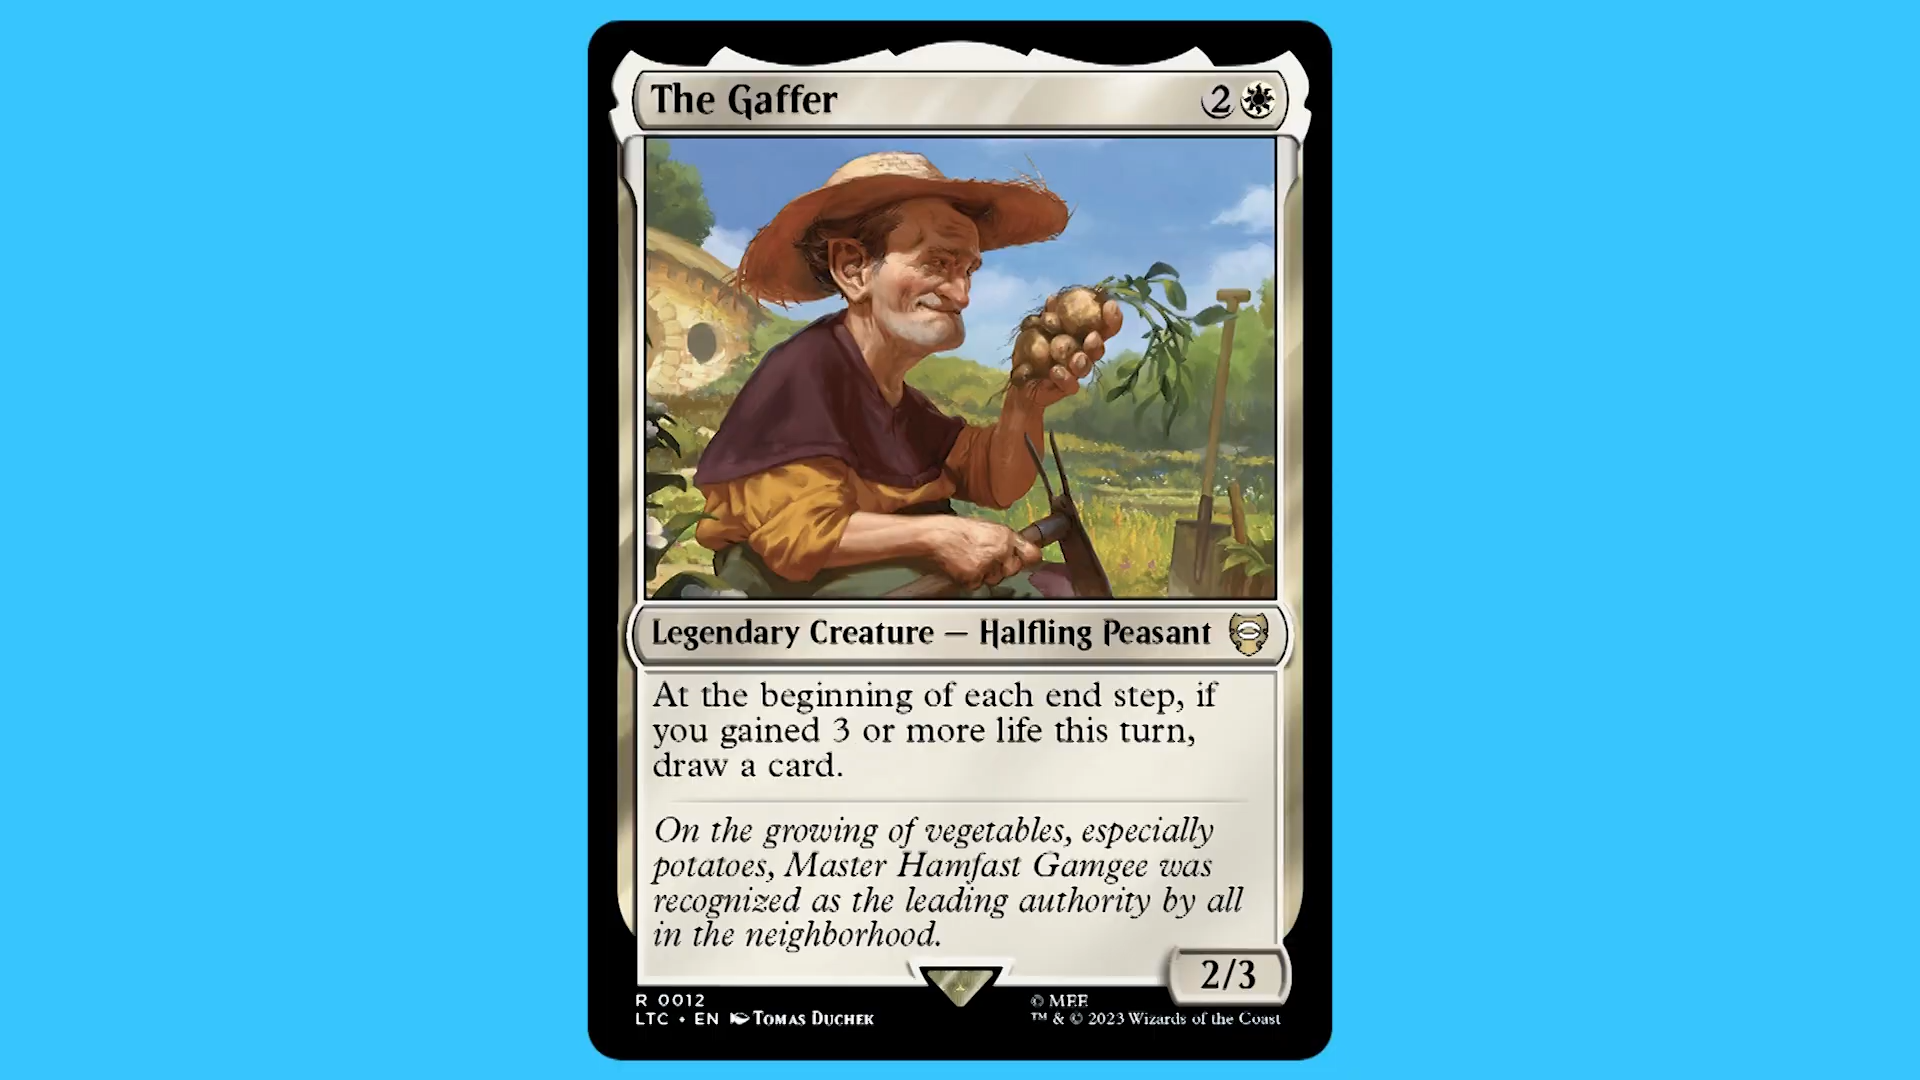 The Gaffer 2
Legendary Creature — Halfling Peasant
At the beginning of each end step, if
you gained 3 or more life this turn,
draw a card.
On the growing of vegetables, especially
potatoes, Master Hamfast Gamgee was
recognized as the leading authority by all
in the neighborhood.
2/3
R 0012
LTC • EN Tomas Duchek
© MEE
™ & © 2023 Wizards of the Coast